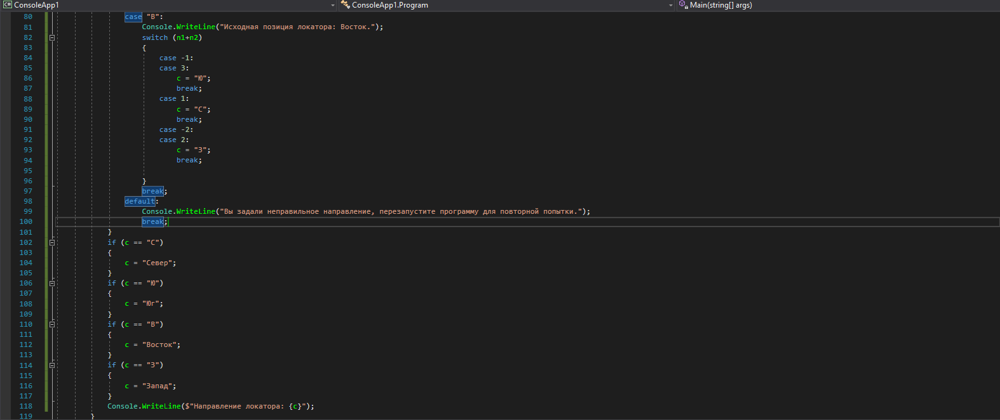 ConsoleApp1 ConsoleApp1.Program Main(string[] args)
80 case "В":
81 Console.WriteLine("Исходная позиция локатора: Восток.");
82 switch (n1+n2)
83 {
84 case -1:
85 case 3:
86 c = "Ю";
87 break;
88 case 1:
89 c = "С";
90 break;
91 case -2:
92 case 2:
93 c = "З";
94 break;
95
96 }
97 break;
98 default:
99 Console.WriteLine("Вы задали неправильное направление, перезапустите программу для повторной попытки.");
100 break;
101 }
102 if (c == "С")
103 {
104 c = "Север";
105 }
106 if (c == "Ю")
107 {
108 c = "Юг";
109 }
110 if (c == "В")
111 {
112 c = "Восток";
113 }
114 if (c == "З")
115 {
116 c = "Запад";
117 }
118 Console.WriteLine($"Направление локатора: {c}");
119 }